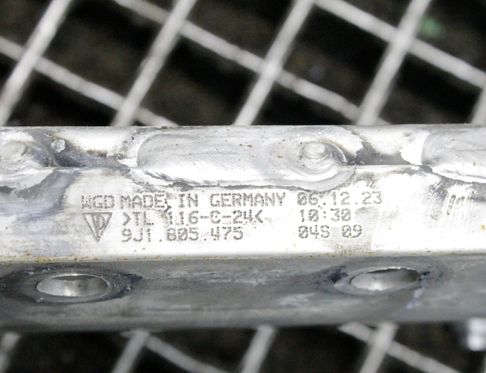 WGD MADE IN GERMANY 06.12.23
>TL 116-C-24< 10:30
9J1.805.475 04S 09